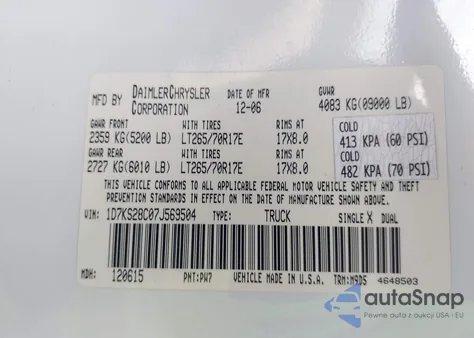 MFD BY DAIMLERCHRYSLER CORPORATION DATE OF MFR 12-06 GVWR 4083 KG(09000 LB)
GAWR FRONT WITH TIRES RIMS AT COLD
2359 KG(5200 LB) LT265/70R17E 17X8.0 413 KPA (60 PSI)
GAWR REAR WITH TIRES RIMS AT COLD
2727 KG(6010 LB) LT265/70R17E 17X8.0 482 KPA (70 PSI)
THIS VEHICLE CONFORMS TO ALL APPLICABLE FEDERAL MOTOR VEHICLE SAFETY AND THEFT
PREVENTION STANDARDS IN EFFECT ON THE DATE OF MANUFACTURE SHOWN ABOVE.
VIN: 1D7KS28C07J569504 TYPE: TRUCK SINGLE X DUAL
MDH: 120615 PNT: PW7 VEHICLE MADE IN U.S.A. TRM: M9D5 4648503
autoSnap
Pewne auta z aukcji USA i EU